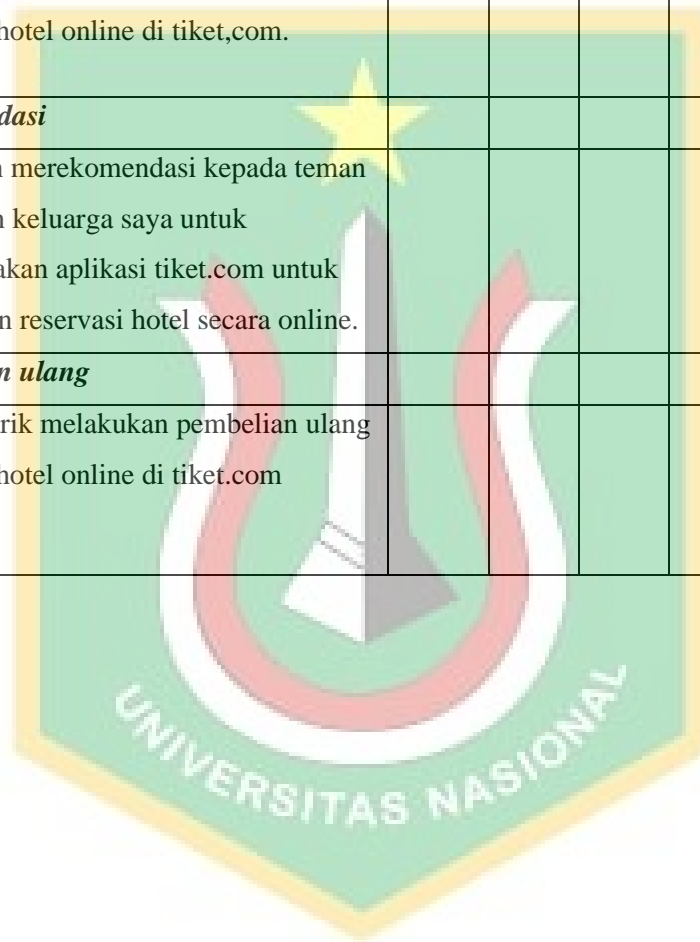 hotel online di tiket,com.
dasi
n merekomendasi kepada teman
n keluarga saya untuk
akan aplikasi tiket.com untuk
n reservasi hotel secara online.
n ulang
rik melakukan pembelian ulang
hotel online di tiket.com
UNIVERSITAS NASIONAL